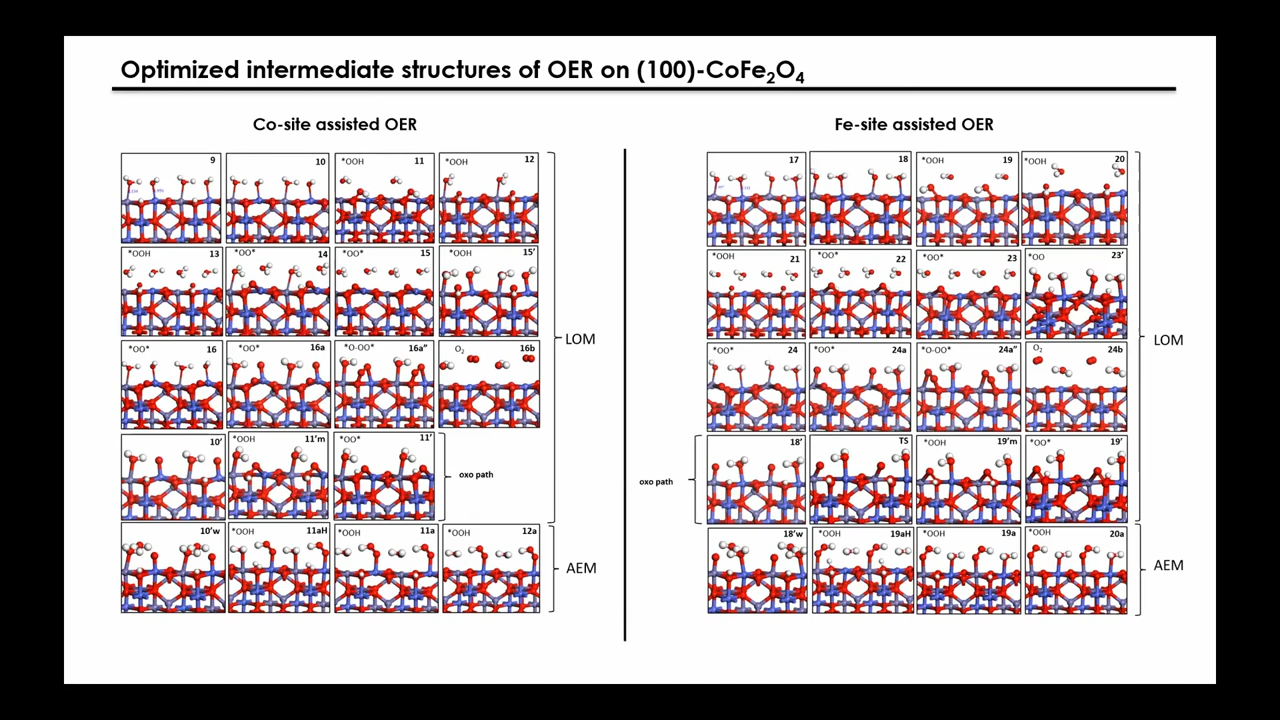 Optimized intermediate structures of OER on (100)-CoFe₂O₄
Co-site assisted OER
9
10
*OOH 11
*OOH 12
*OOH 13
*OO* 14
*OO* 15
*OOH 15′
*OO* 16
*OO* 16a
*O-OO* 16a″
O₂ 16b
LOM
10′
*OOH 11′m
*OO* 11′
oxo path
10′w
*OOH 11aH
*OOH 11a
*OOH 12a
AEM
Fe-site assisted OER
17
18
*OOH 19
*OOH 20
*OOH 21
*OO* 22
*OO* 23
*OO 23′
*OO* 24
*OO* 24a
*O-OO* 24a″
O₂ 24b
LOM
oxo path
18′
TS
*OOH 19′m
*OO* 19′
18′w
*OOH 19aH
*OOH 19a
*OOH 20a
AEM